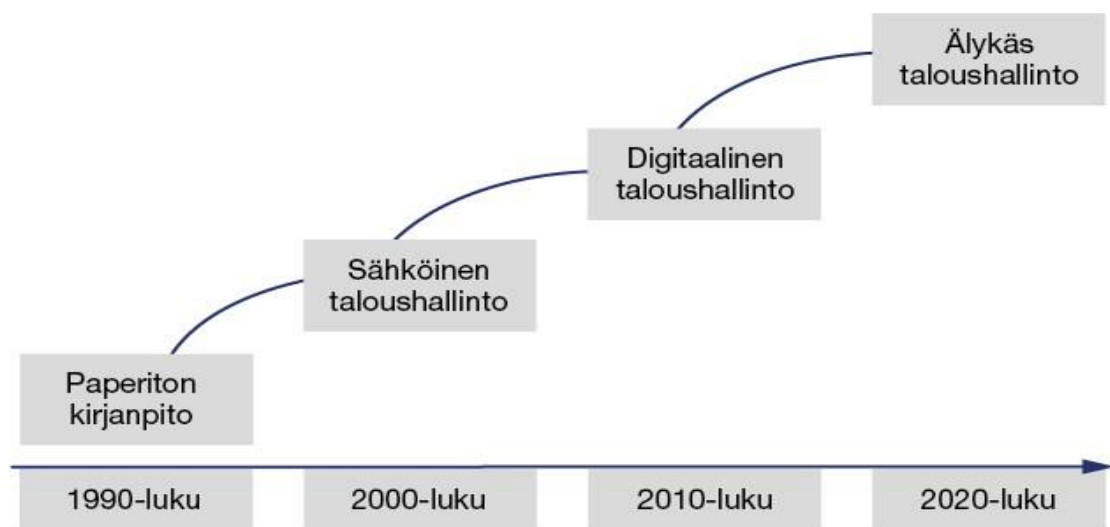 Älykäs
taloushallinto
Digitaalinen
taloushallinto
Sähköinen
taloushallinto
Paperiton
kirjanpito
1990-luku
2000-luku
2010-luku
2020-luku